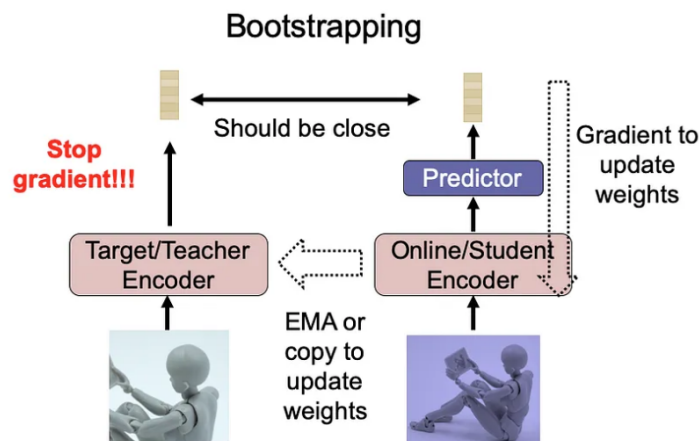 Bootstrapping
Should be close
Stop
gradient!!!
Gradient to
update
weights
Predictor
Target/Teacher
Encoder
Online/Student
Encoder
EMA or
copy to
update
weights